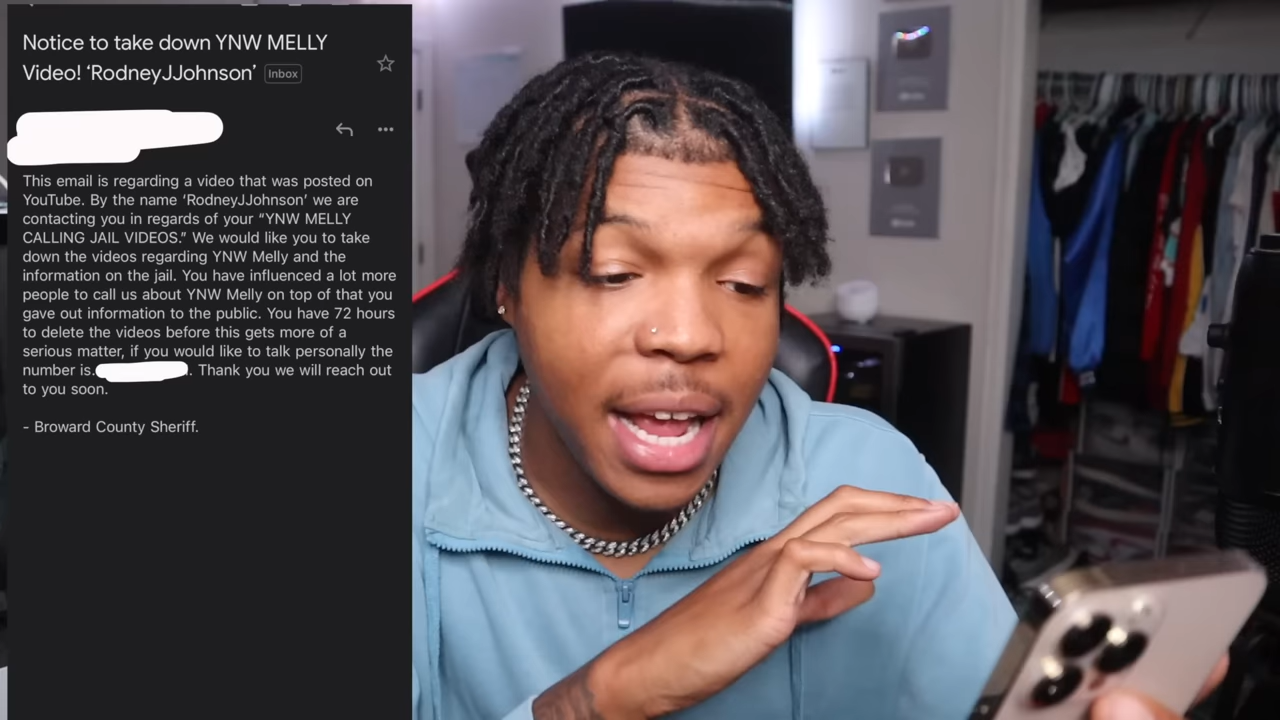 Notice to take down YNW MELLY
Video! ‘RodneyJJohnson’ Inbox
This email is regarding a video that was posted on
YouTube. By the name ‘RodneyJJohnson’ we are
contacting you in regards of your “YNW MELLY
CALLING JAIL VIDEOS.” We would like you to take
down the videos regarding YNW Melly and the
information on the jail. You have influenced a lot more
people to call us about YNW Melly on top of that you
gave out information to the public. You have 72 hours
to delete the videos before this gets more of a
serious matter, if you would like to talk personally the
number is. . Thank you we will reach out
to you soon.
- Broward County Sheriff.